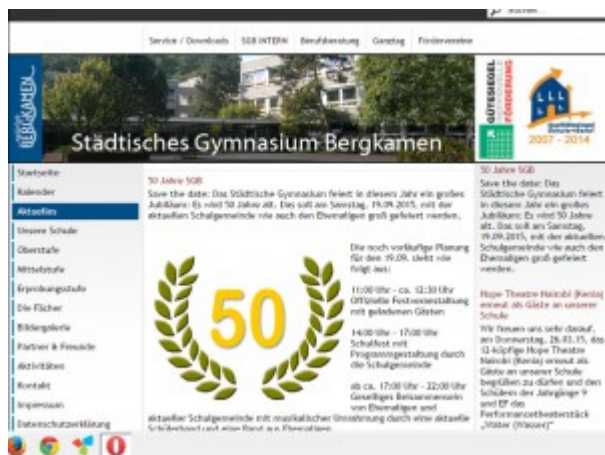 Suchen
Service / Downloads SGB INTERN Berufsberatung Ganztag Fördervereine
BERGKAMEN
Städtisches Gymnasium Bergkamen
GÜTESIEGEL
FÖRDERUNG
2007 - 2014
Startseite
Kalender
Aktuelles
Unsere Schule
Oberstufe
Mittelstufe
Erprobungsstufe
Die Fächer
Bildergalerie
Partner & Freunde
Aktivitäten
Kontakt
Impressum
Datenschutzerklärung
50 Jahre SGB
Save the date: Das Städtische Gymnasium feiert in diesem Jahr ein großes
Jubiläum: Es wird 50 Jahre alt. Das soll am Samstag, 19.09.2015, mit der
aktuellen Schulgemeinde wie auch den Ehemaligen groß gefeiert werden.
50
Die noch vorläufige Planung
für den 19.09. sieht wie
folgt aus:
11:00 Uhr - ca. 12:30 Uhr
Offizielle Festveranstaltung
mit geladenen Gästen
14:00 Uhr - 17:00 Uhr
Schulfest mit
Programmgestaltung durch
die Schulgemeinde
ab ca. 17:00 Uhr - 22:00 Uhr
Geselliges Beisammensein
von Ehemaligen und
aktueller Schulgemeinde mit musikalischer Umrahmung durch eine aktuelle
Schülerband und eine Band aus Ehemaligen.
50 Jahre SGB
Save the date: Das
Städtische Gymnasium feiert
in diesem Jahr ein großes
Jubiläum: Es wird 50 Jahre
alt. Das soll am Samstag,
19.09.2015, mit der aktuellen
Schulgemeinde wie auch den
Ehemaligen groß gefeiert
werden.
Hope Theatre Nairobi (Kenia)
erneut als Gäste an unserer
Schule
Wir freuen uns sehr darauf,
am Donnerstag, 26.03.15, das
12-köpfige Hope Theatre
Nairobi (Kenia) erneut als
Gäste an unserer Schule
begrüßen zu dürfen und den
Schülern der Jahrgänge 9
und EF das
Performancetheaterstück
„Water (Wasser)"